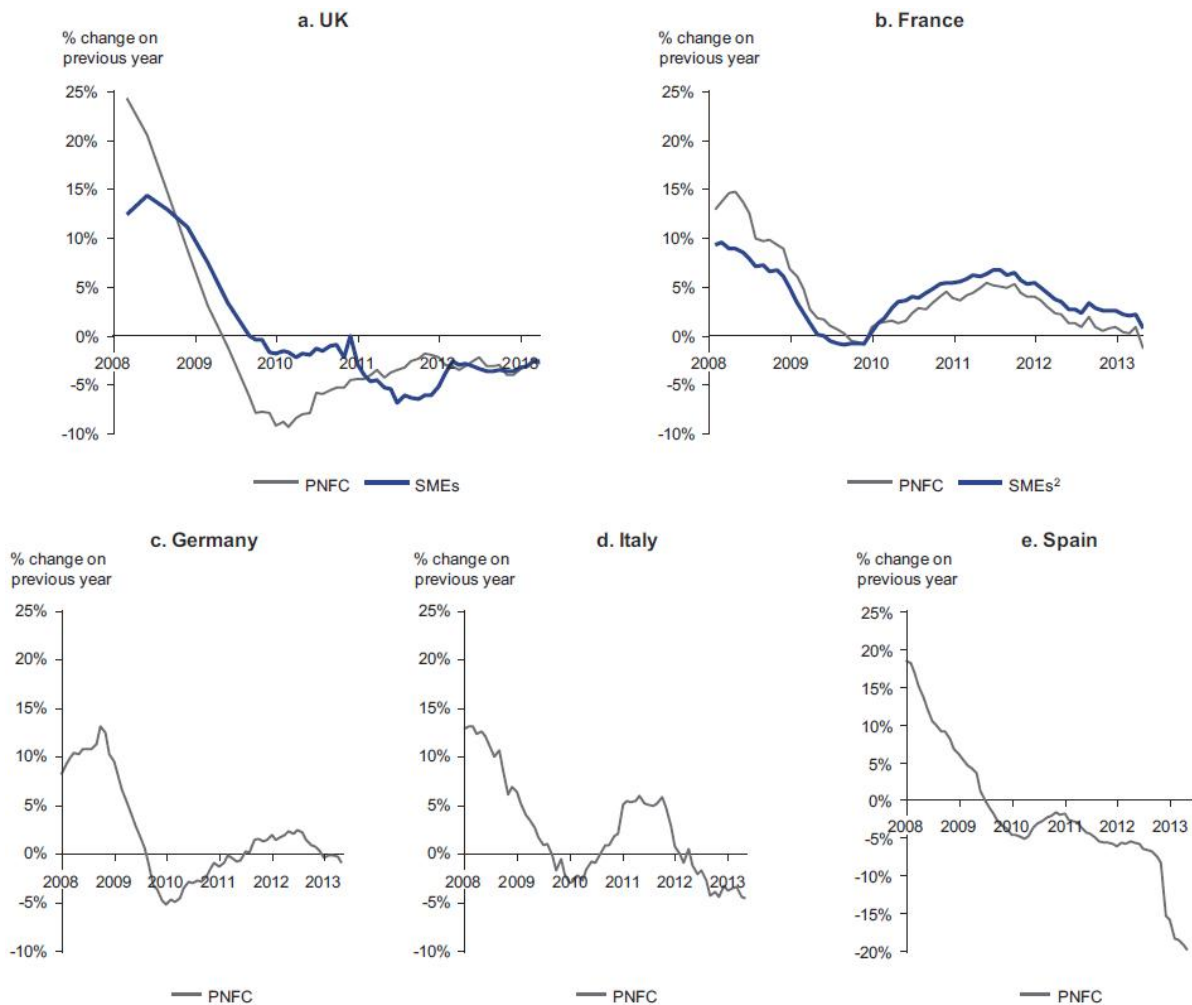 a. UK
% change on
previous year
25%
20%
15%
10%
5%
0%
-5%
-10%
2008 2009 2010 2011 2012 2013
PNFC SMEs
b. France
% change on
previous year
25%
20%
15%
10%
5%
0%
-5%
-10%
2008 2009 2010 2011 2012 2013
PNFC SMEs²
c. Germany
% change on
previous year
25%
20%
15%
10%
5%
0%
-5%
-10%
2008 2009 2010 2011 2012 2013
PNFC
d. Italy
% change on
previous year
25%
20%
15%
10%
5%
0%
-5%
-10%
2008 2009 2010 2011 2012 2013
PNFC
e. Spain
% change on
previous year
25%
20%
15%
10%
5%
0%
-5%
-10%
-15%
-20%
2008 2009 2010 2011 2012 2013
PNFC